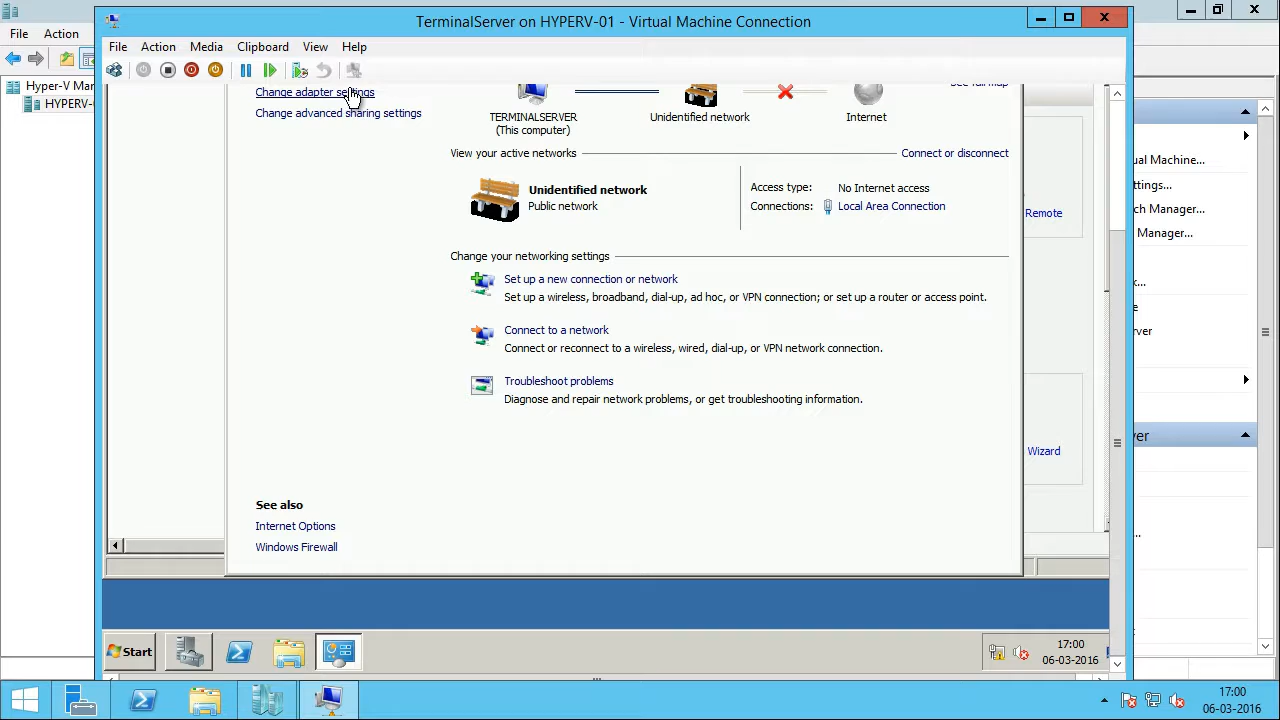 TerminalServer on HYPERV-01 - Virtual Machine Connection
File Action
File Action Media Clipboard View Help
Hyper-V Mar
HYPERV-
Change adapter settings
Change advanced sharing settings
TERMINALSERVER
(This computer)
Unidentified network
Internet
See full map
View your active networks
Connect or disconnect
Unidentified network
Public network
Access type: No Internet access
Connections: Local Area Connection
Change your networking settings
Set up a new connection or network
Set up a wireless, broadband, dial-up, ad hoc, or VPN connection; or set up a router or access point.
Connect to a network
Connect or reconnect to a wireless, wired, dial-up, or VPN network connection.
Troubleshoot problems
Diagnose and repair network problems, or get troubleshooting information.
See also
Internet Options
Windows Firewall
Remote
Wizard
ual Machine...
ttings...
ch Manager...
Manager...
k...
e
erver
ver
Start
17:00
06-03-2016
17:00
06-03-2016